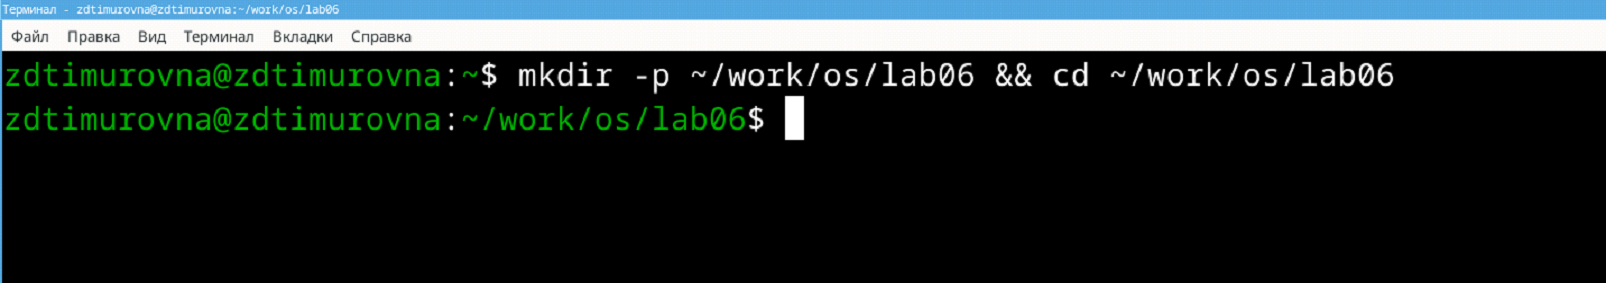 Терминал - zdtimurovna@zdtimurovna:~/work/os/lab06
Файл Правка Вид Терминал Вкладки Справка
zdtimurovna@zdtimurovna:~$ mkdir -p ~/work/os/lab06 && cd ~/work/os/lab06
zdtimurovna@zdtimurovna:~/work/os/lab06$